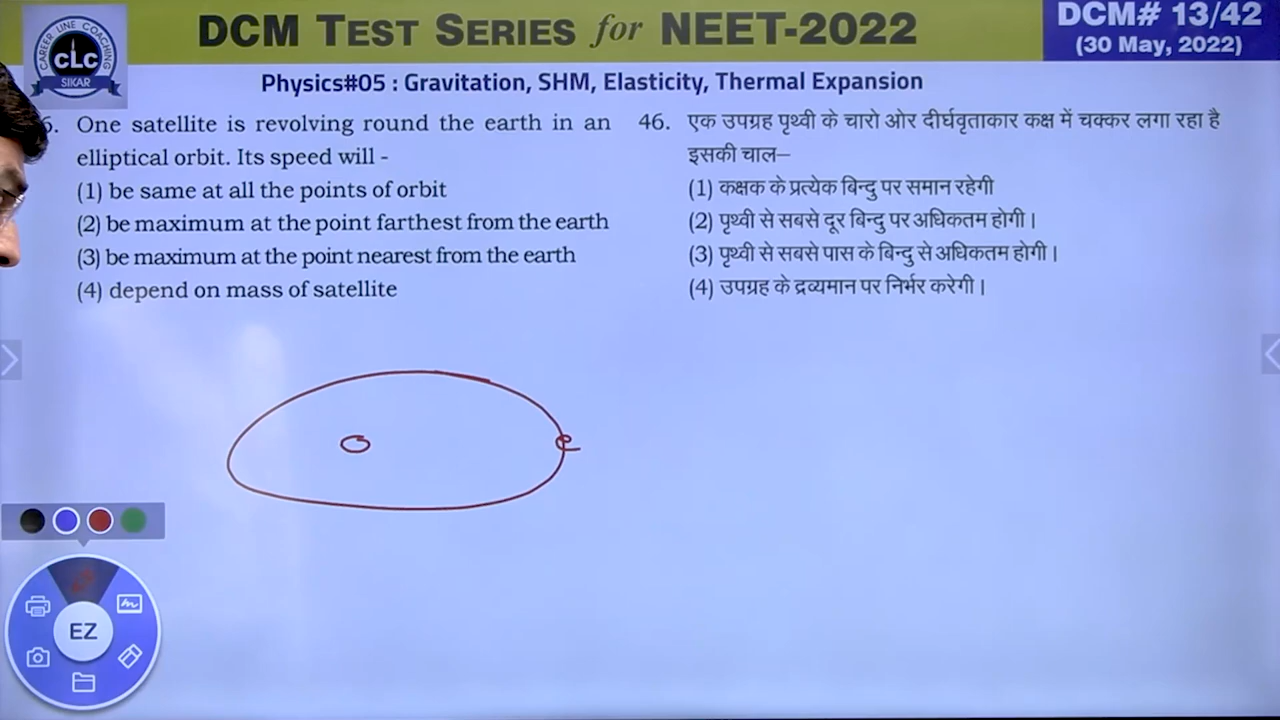 DCM TEST SERIES for NEET-2022
DCM# 13/42
(30 May, 2022)
CAREER LINE COACHING
CLC
SIKAR
Physics#05 : Gravitation, SHM, Elasticity, Thermal Expansion
6. One satellite is revolving round the earth in an
elliptical orbit. Its speed will -
(1) be same at all the points of orbit
(2) be maximum at the point farthest from the earth
(3) be maximum at the point nearest from the earth
(4) depend on mass of satellite
46. एक उपग्रह पृथ्वी के चारो ओर दीर्घवृताकार कक्ष में चक्कर लगा रहा है
इसकी चाल–
(1) कक्षक के प्रत्येक बिन्दु पर समान रहेगी
(2) पृथ्वी से सबसे दूर बिन्दु पर अधिकतम होगी।
(3) पृथ्वी से सबसे पास के बिन्दु से अधिकतम होगी।
(4) उपग्रह के द्रव्यमान पर निर्भर करेगी।
EZ